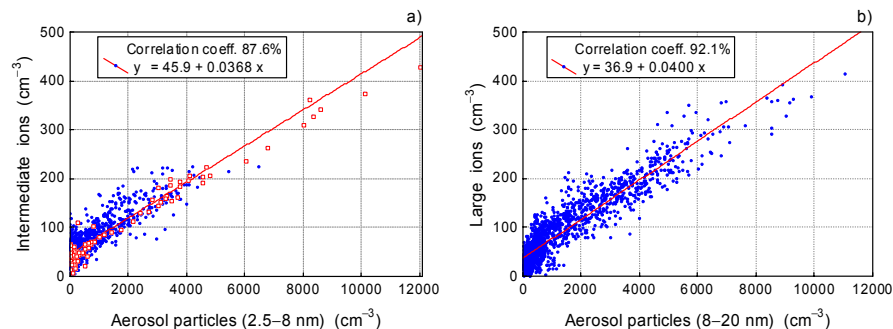 a)
500
400
300
200
100
0
Intermediate ions (cm⁻³)
Correlation coeff. 87.6%
y = 45.9 + 0.0368 x
0 2000 4000 6000 8000 10000 12000
Aerosol particles (2.5–8 nm) (cm⁻³)
b)
500
400
300
200
100
0
Large ions (cm⁻³)
Correlation coeff. 92.1%
y = 36.9 + 0.0400 x
0 2000 4000 6000 8000 10000 12000
Aerosol particles (8–20 nm) (cm⁻³)